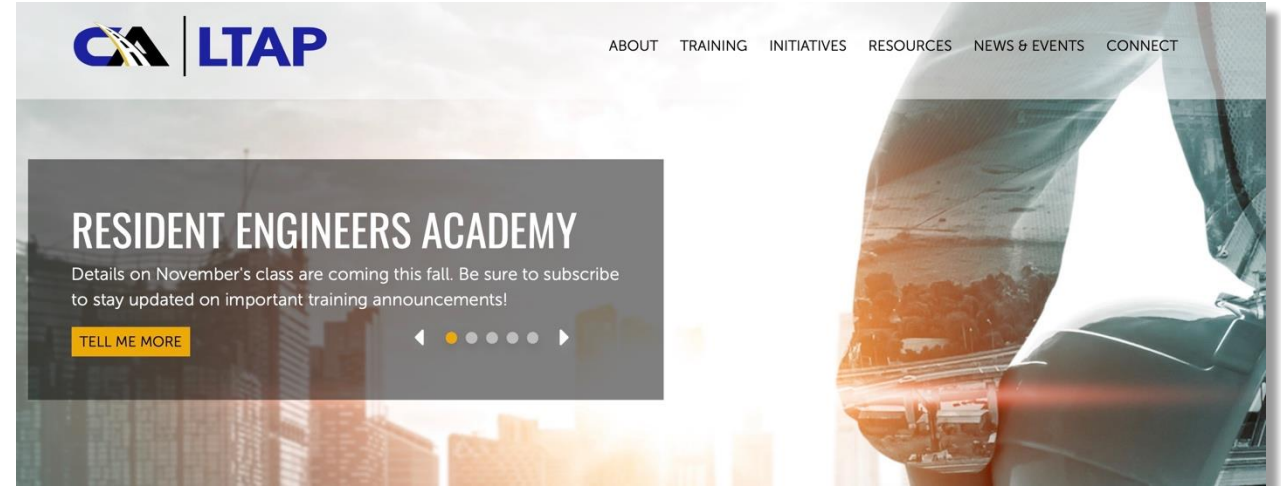 CA LTAP
ABOUT TRAINING INITIATIVES RESOURCES NEWS & EVENTS CONNECT
RESIDENT ENGINEERS ACADEMY
Details on November's class are coming this fall. Be sure to subscribe
to stay updated on important training announcements!
TELL ME MORE